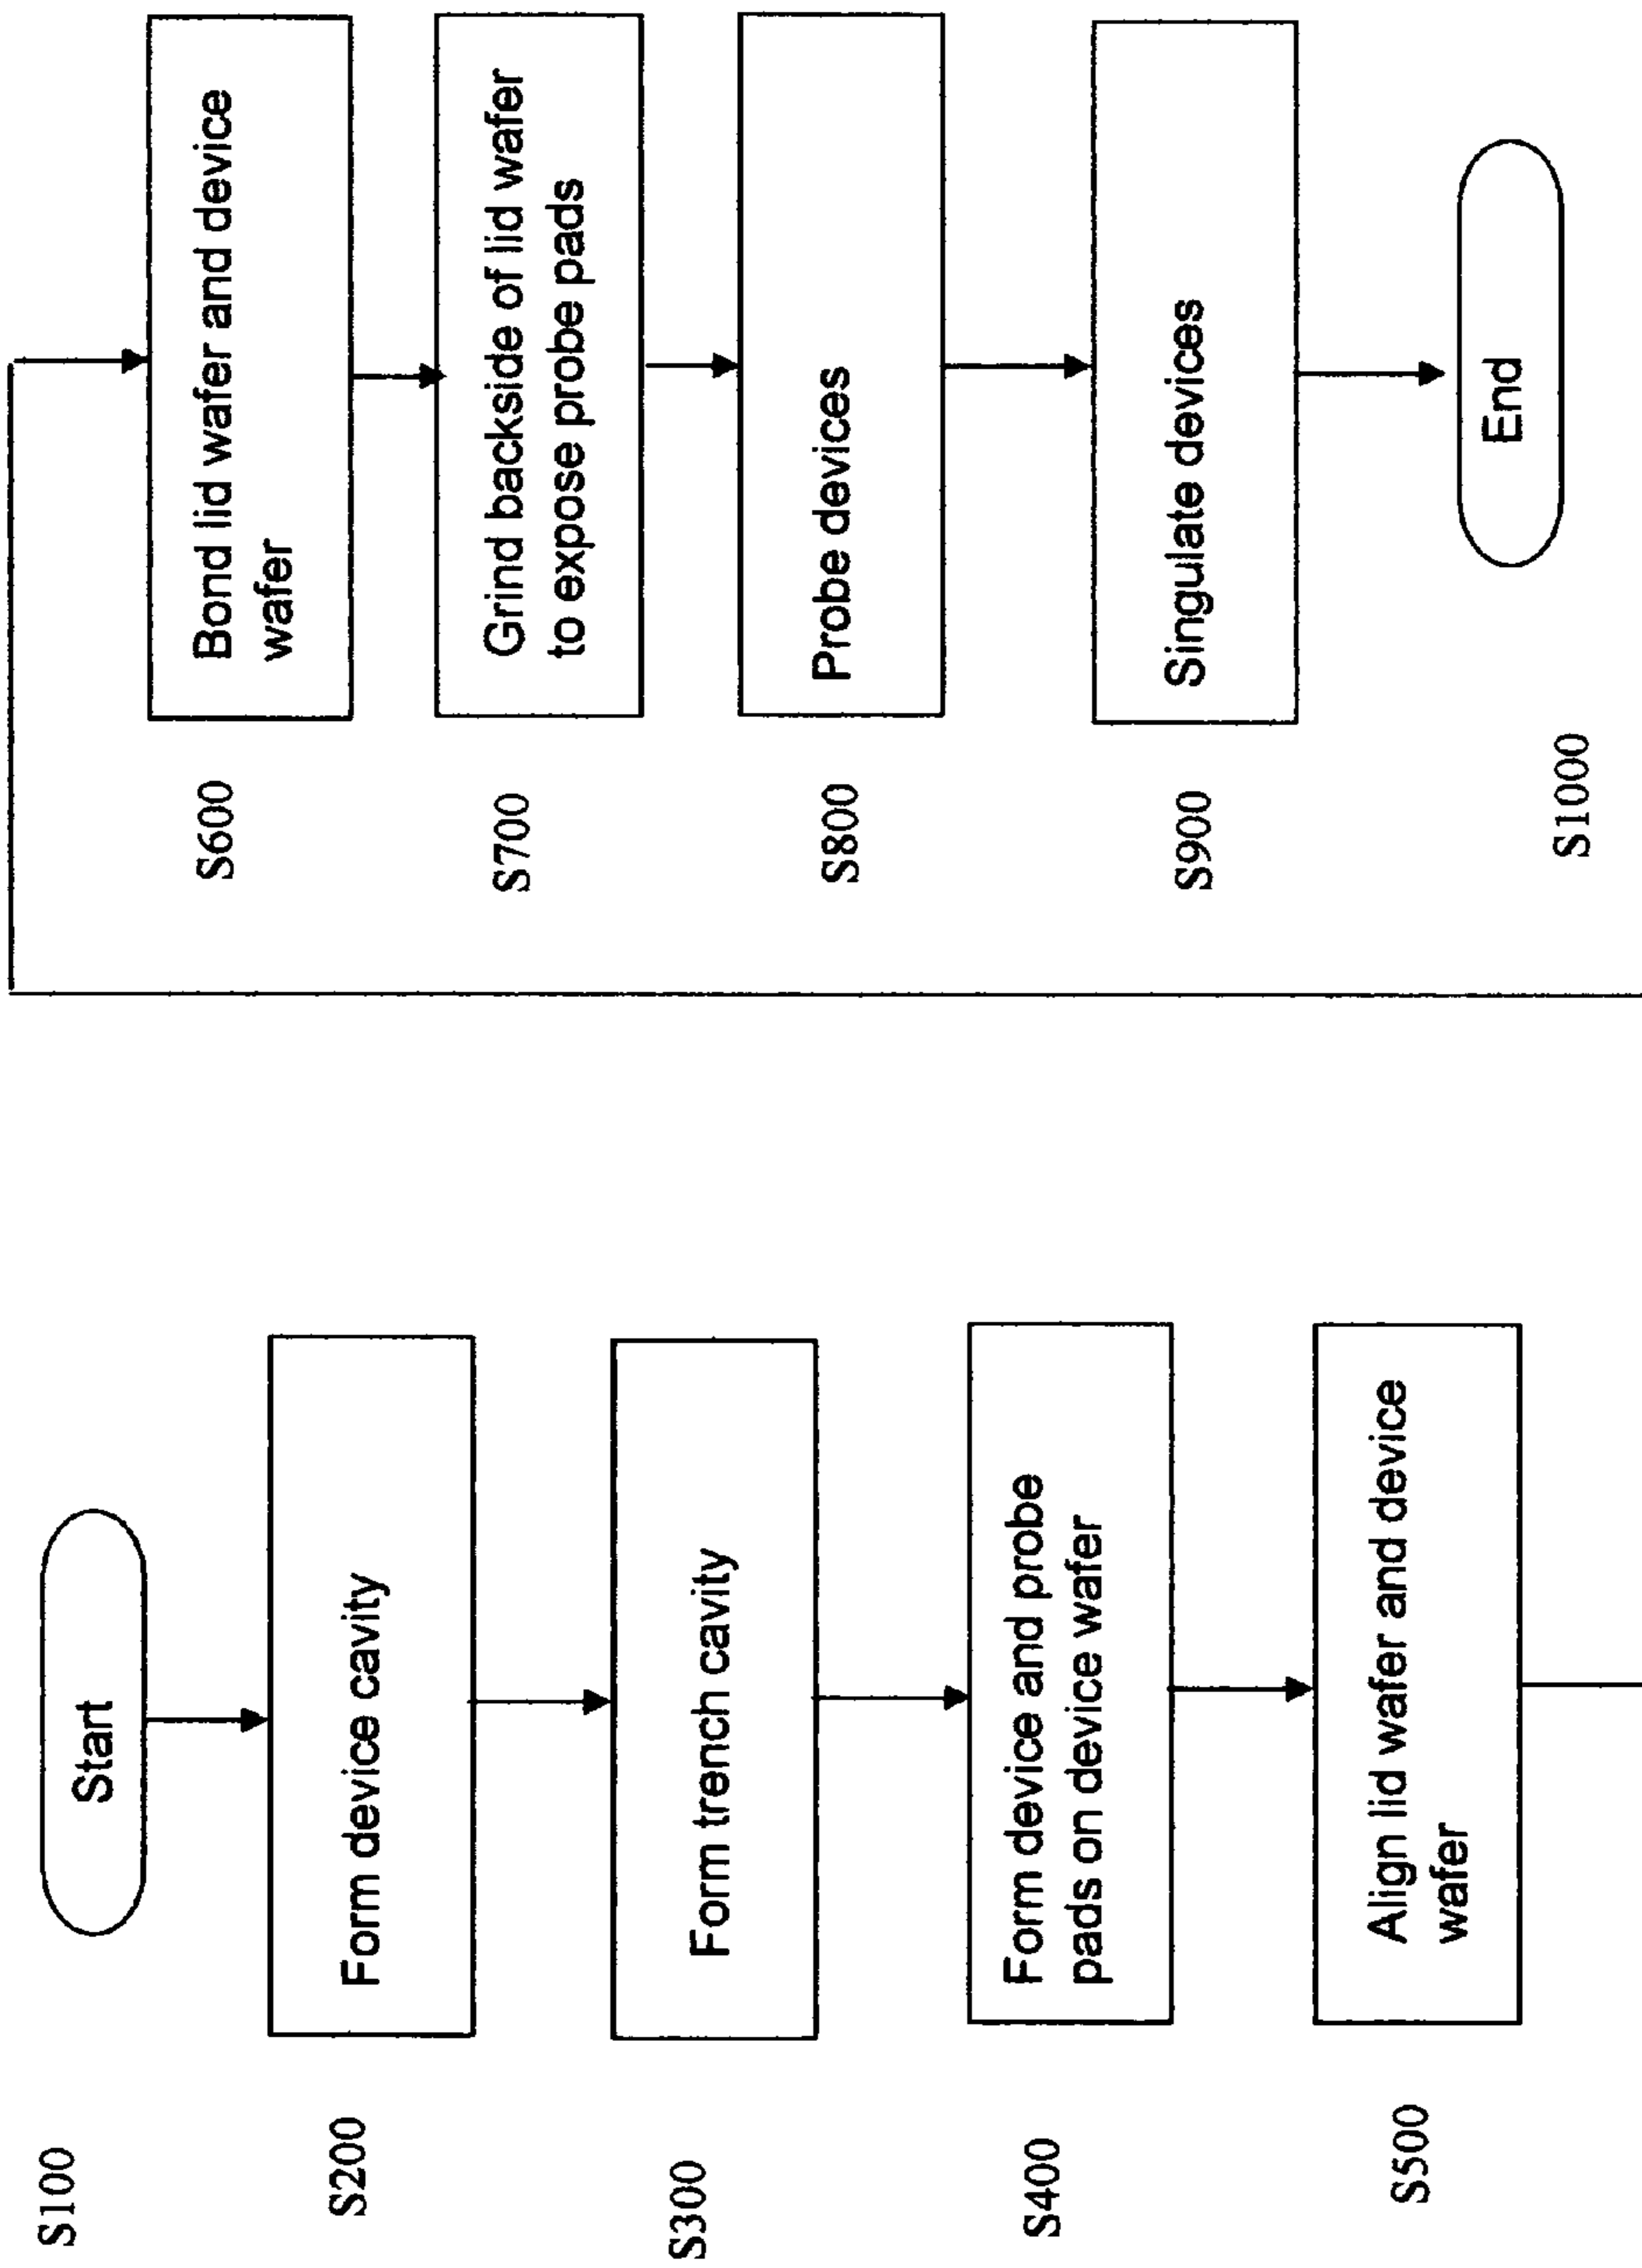 S100
Start
S200
Form device cavity
S300
Form trench cavity
S400
Form device and probe
pads on device wafer
S500
Align lid wafer and device
wafer
S600
Bond lid wafer and device
wafer
S700
Grind backside of lid wafer
to expose probe pads
S800
Probe devices
S900
Singulate devices
S1000
End